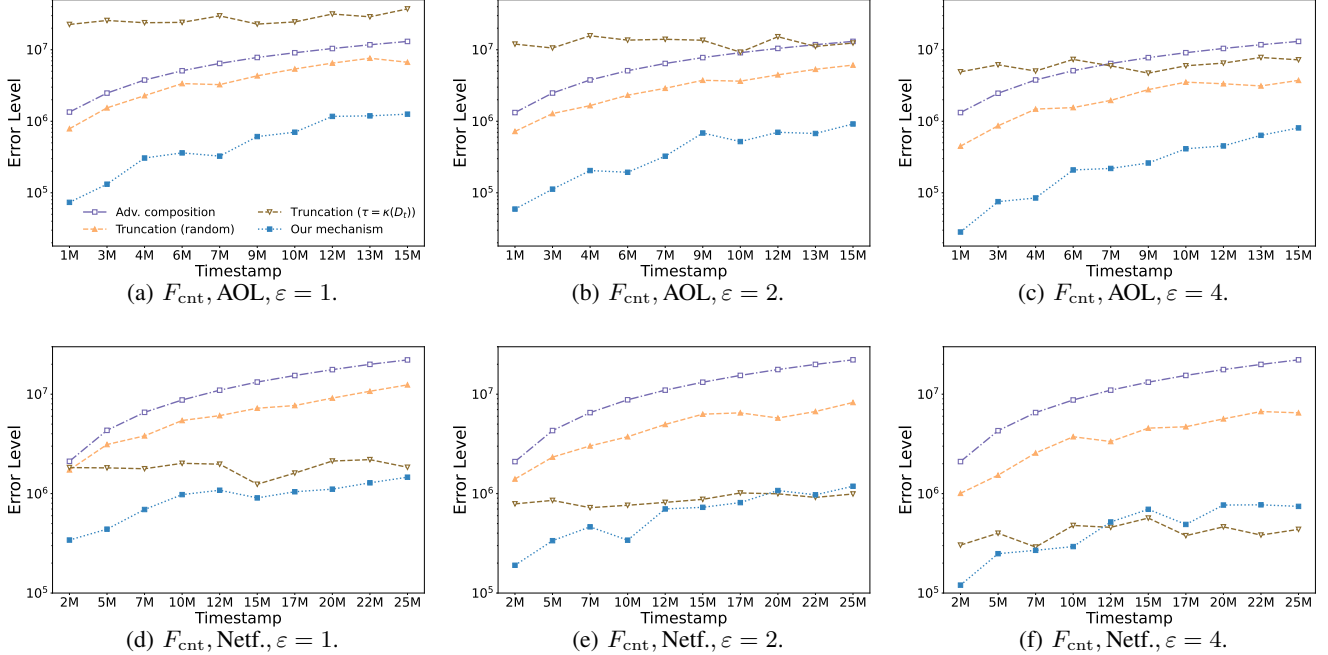 10^7
10^6
10^5
Error Level
Adv. composition
Truncation (random)
Truncation (τ = κ(D_t))
Our mechanism
1M 3M 4M 6M 7M 9M 10M 12M 13M 15M
Timestamp
(a) F_cnt, AOL, ε = 1.
10^7
10^6
10^5
Error Level
1M 3M 4M 6M 7M 9M 10M 12M 13M 15M
Timestamp
(b) F_cnt, AOL, ε = 2.
10^7
10^6
10^5
Error Level
1M 3M 4M 6M 7M 9M 10M 12M 13M 15M
Timestamp
(c) F_cnt, AOL, ε = 4.
10^7
10^6
10^5
Error Level
2M 5M 7M 10M 12M 15M 17M 20M 22M 25M
Timestamp
(d) F_cnt, Netf., ε = 1.
10^7
10^6
10^5
Error Level
2M 5M 7M 10M 12M 15M 17M 20M 22M 25M
Timestamp
(e) F_cnt, Netf., ε = 2.
10^7
10^6
10^5
Error Level
2M 5M 7M 10M 12M 15M 17M 20M 22M 25M
Timestamp
(f) F_cnt, Netf., ε = 4.